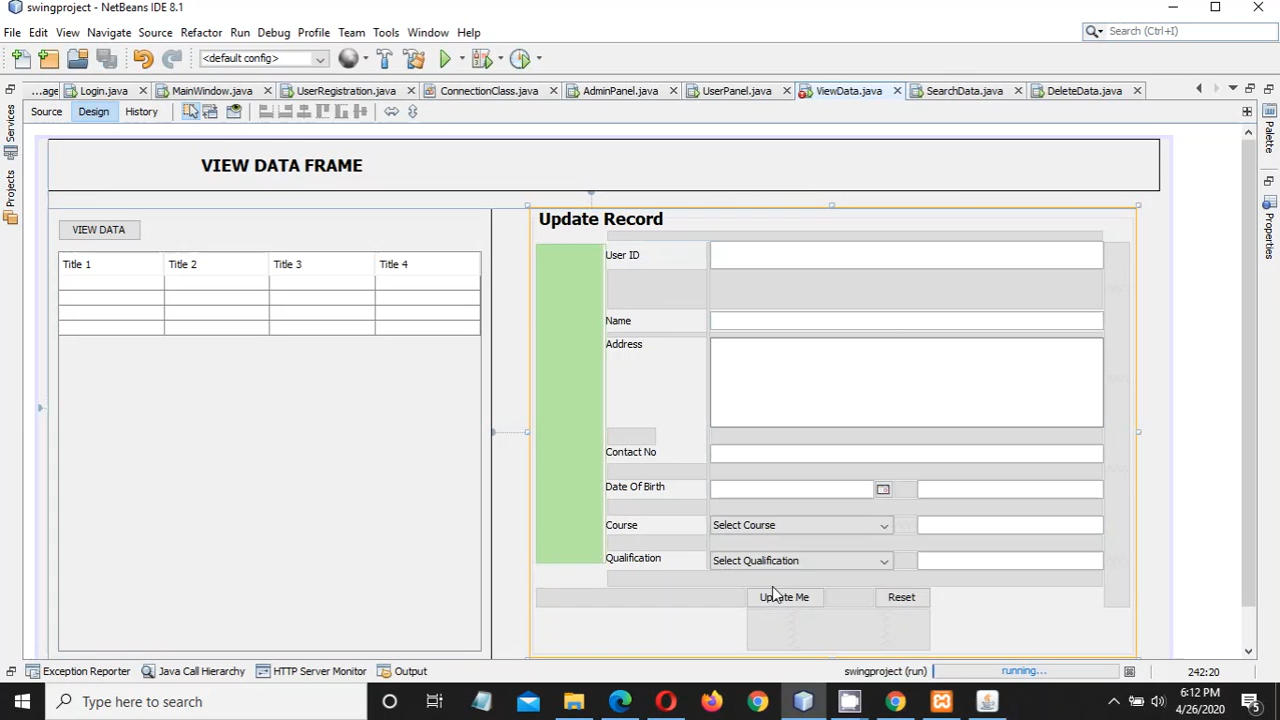 swingproject - NetBeans IDE 8.1
File Edit View Navigate Source Refactor Run Debug Profile Team Tools Window Help
Search (Ctrl+I)
<default config>
...age Login.java MainWindow.java UserRegistration.java ConnectionClass.java AdminPanel.java UserPanel.java ViewData.java SearchData.java DeleteData.java
Source Design History
Services
Projects
Palette
Properties
VIEW DATA FRAME
VIEW DATA
Title 1 Title 2 Title 3 Title 4
Update Record
User ID
Name
Address
Contact No
Date Of Birth
Course Select Course
Qualification Select Qualification
Update Me Reset
Exception Reporter Java Call Hierarchy HTTP Server Monitor Output swingproject (run) running... 242:20
Type here to search
6:12 PM
4/26/2020
5